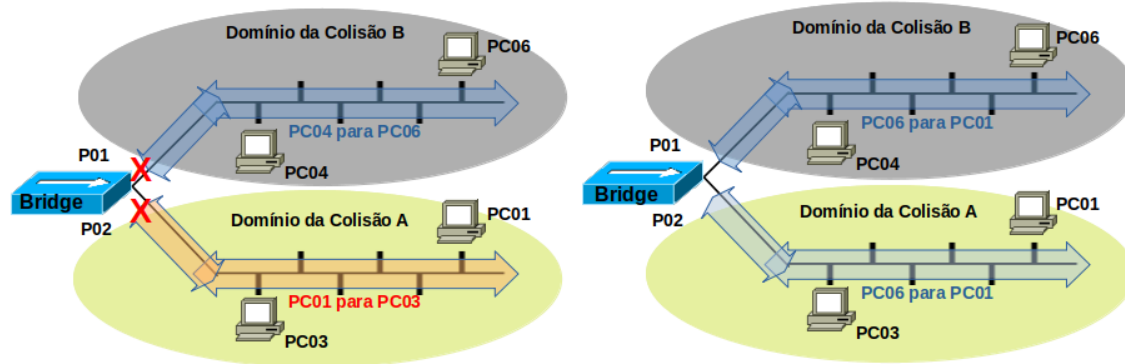 Domínio da Colisão B
PC06
PC04 para PC06
P01
X
PC04
Bridge
X
P02
Domínio da Colisão A
PC01
PC01 para PC03
PC03
Domínio da Colisão B
PC06
PC06 para PC01
P01
PC04
Bridge
P02
Domínio da Colisão A
PC01
PC06 para PC01
PC03